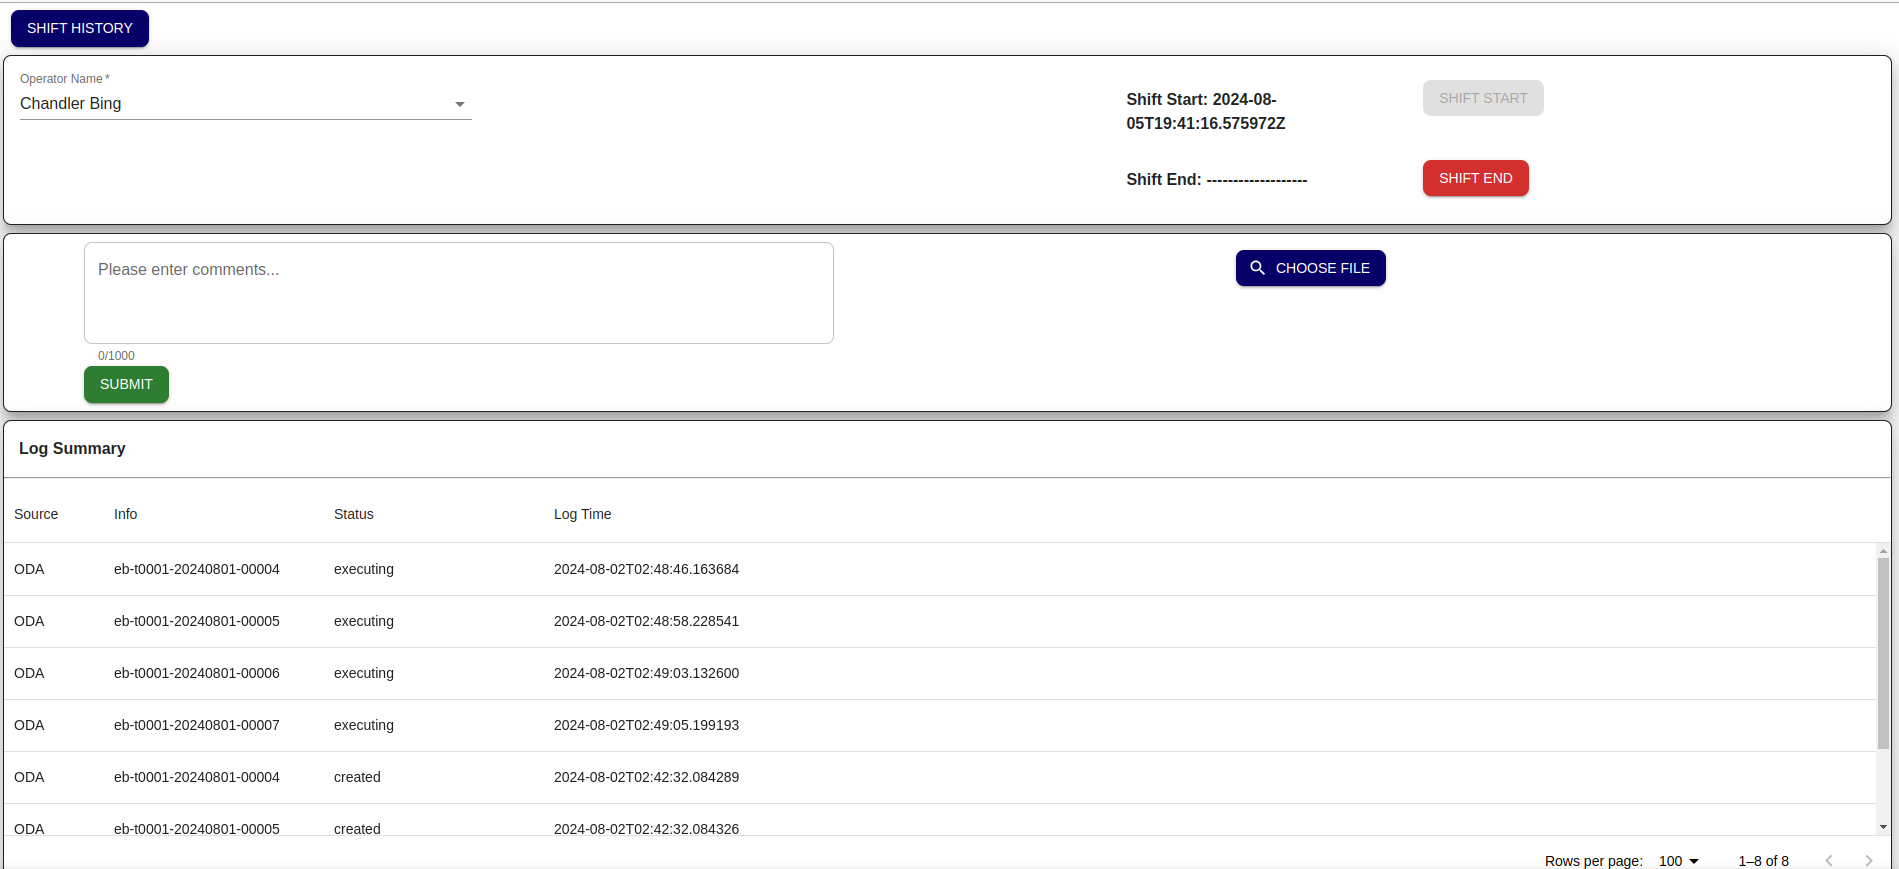 SHIFT HISTORY
Operator Name *
Chandler Bing
Shift Start: 2024-08-
05T19:41:16.575972Z
SHIFT START
Shift End: -------------------
SHIFT END
Please enter comments...
0/1000
SUBMIT
CHOOSE FILE
Log Summary
Source Info Status Log Time
ODA eb-t0001-20240801-00004 executing 2024-08-02T02:48:46.163684
ODA eb-t0001-20240801-00005 executing 2024-08-02T02:48:58.228541
ODA eb-t0001-20240801-00006 executing 2024-08-02T02:49:03.132600
ODA eb-t0001-20240801-00007 executing 2024-08-02T02:49:05.199193
ODA eb-t0001-20240801-00004 created 2024-08-02T02:42:32.084289
ODA eb-t0001-20240801-00005 created 2024-08-02T02:42:32.084326
Rows per page: 100 1–8 of 8